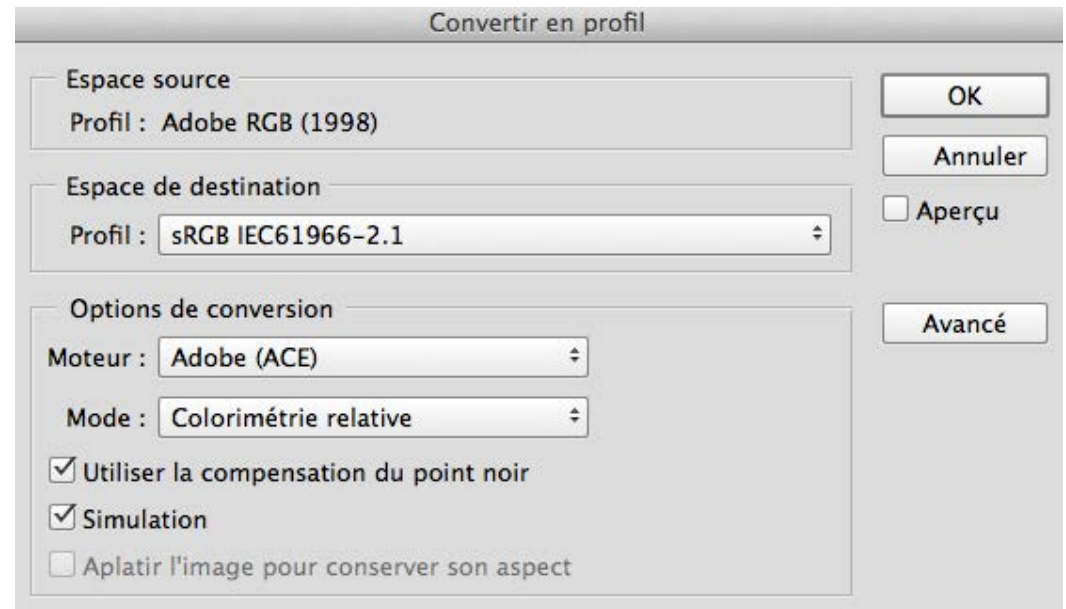 Convertir en profil
Espace source
Profil : Adobe RGB (1998)
Espace de destination
Profil : sRGB IEC61966-2.1
Options de conversion
Moteur : Adobe (ACE)
Mode : Colorimétrie relative
Utiliser la compensation du point noir
Simulation
Aplatir l'image pour conserver son aspect
OK
Annuler
Aperçu
Avancé